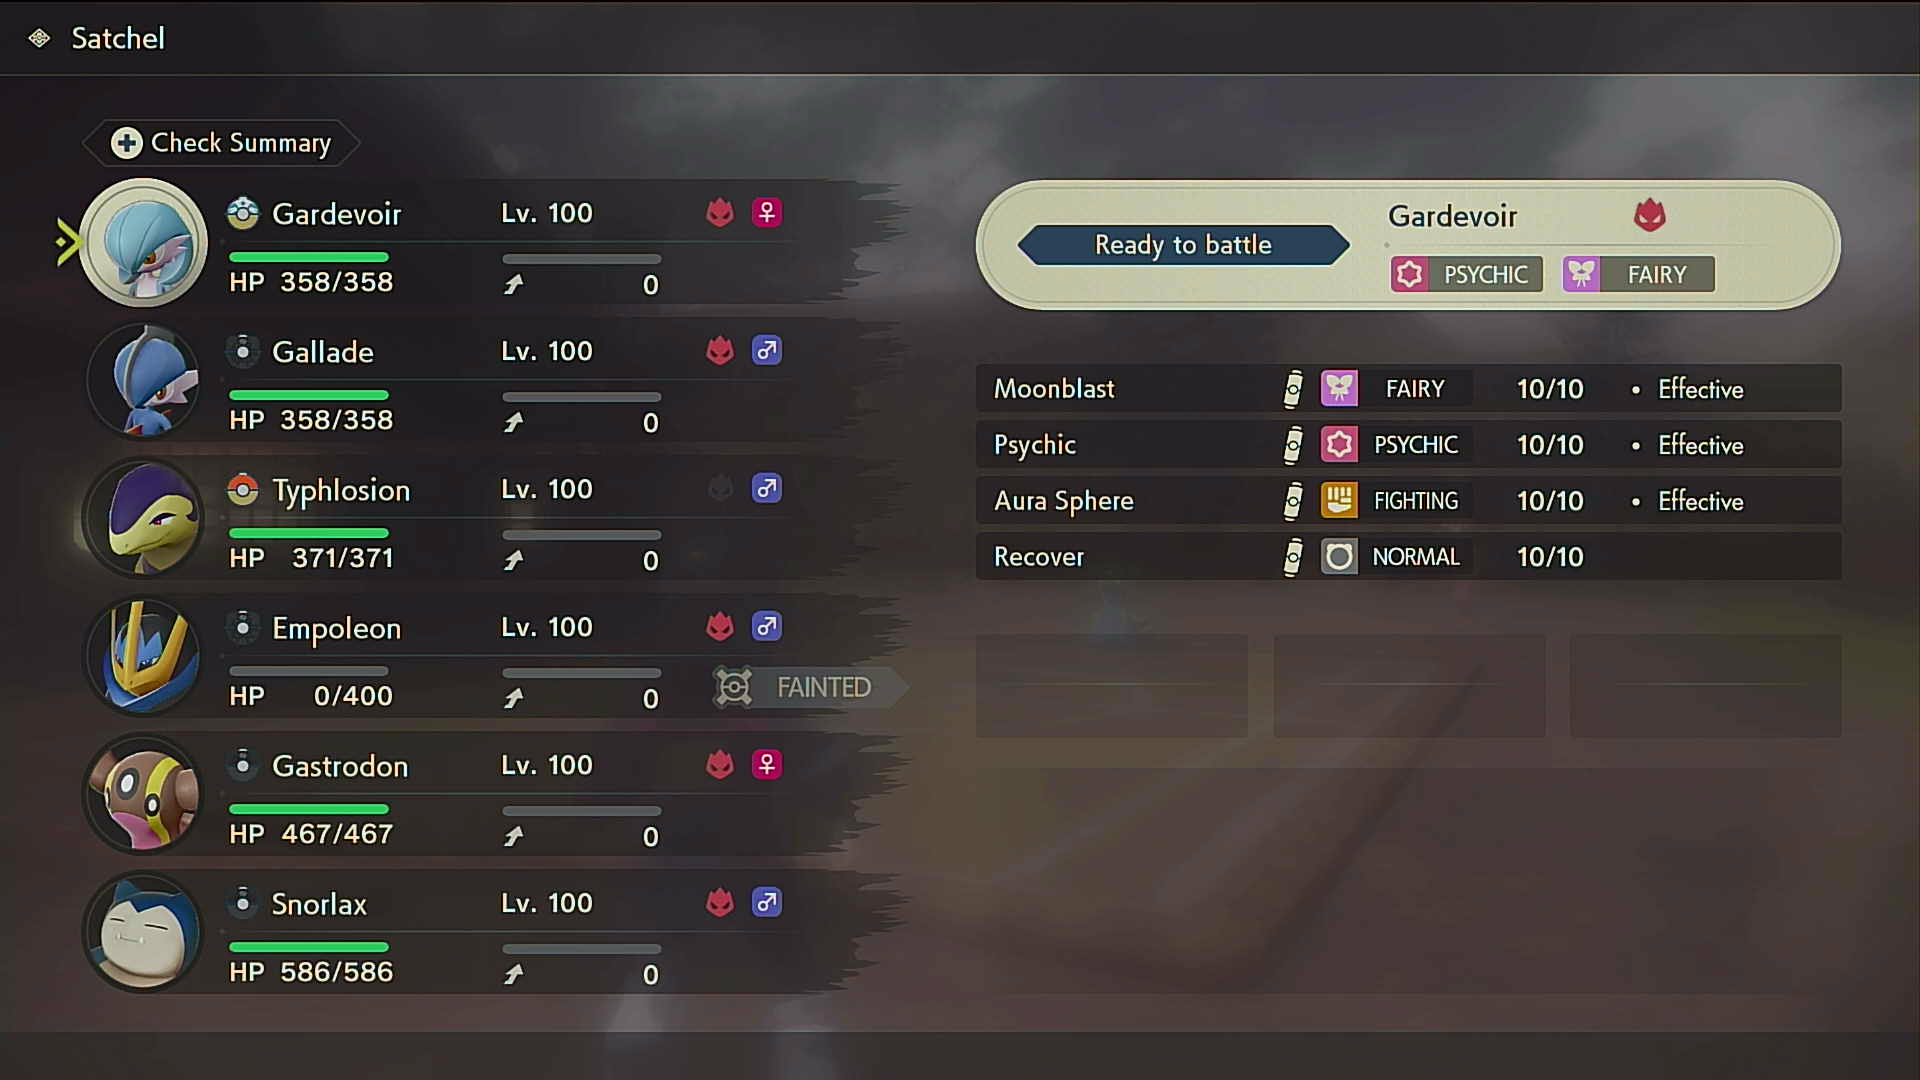 Satchel
Check Summary
Gardevoir Lv. 100 ♀
HP 358/358 0
Gallade Lv. 100 ♂
HP 358/358 0
Typhlosion Lv. 100 ♂
HP 371/371 0
Empoleon Lv. 100 ♂
HP 0/400 0 FAINTED
Gastrodon Lv. 100 ♀
HP 467/467 0
Snorlax Lv. 100 ♂
HP 586/586 0
Ready to battle
Gardevoir
PSYCHIC FAIRY
Moonblast FAIRY 10/10 • Effective
Psychic PSYCHIC 10/10 • Effective
Aura Sphere FIGHTING 10/10 • Effective
Recover NORMAL 10/10